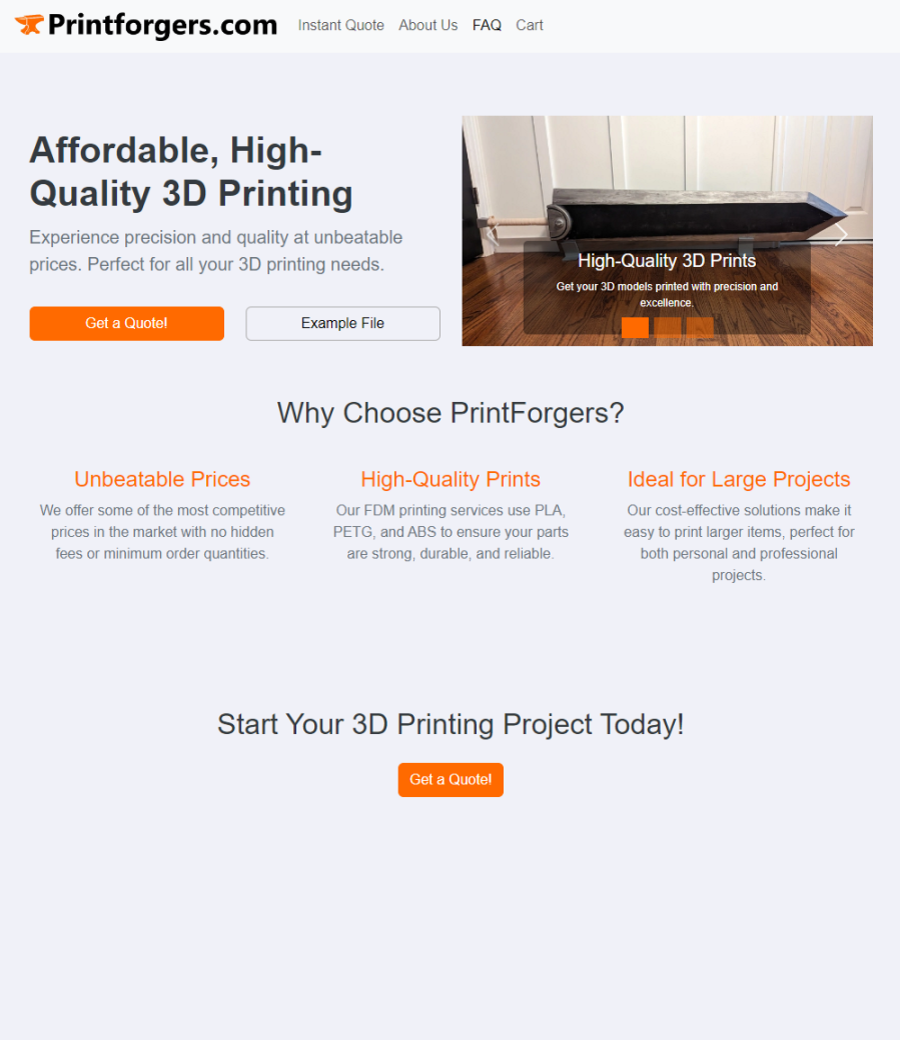 Printforgers.com Instant Quote About Us FAQ Cart
Affordable, High-
Quality 3D Printing
Experience precision and quality at unbeatable
prices. Perfect for all your 3D printing needs.
Get a Quote!
Example File
High-Quality 3D Prints
Get your 3D models printed with precision and
excellence.
Why Choose PrintForgers?
Unbeatable Prices
We offer some of the most competitive
prices in the market with no hidden
fees or minimum order quantities.
High-Quality Prints
Our FDM printing services use PLA,
PETG, and ABS to ensure your parts
are strong, durable, and reliable.
Ideal for Large Projects
Our cost-effective solutions make it
easy to print larger items, perfect for
both personal and professional
projects.
Start Your 3D Printing Project Today!
Get a Quote!